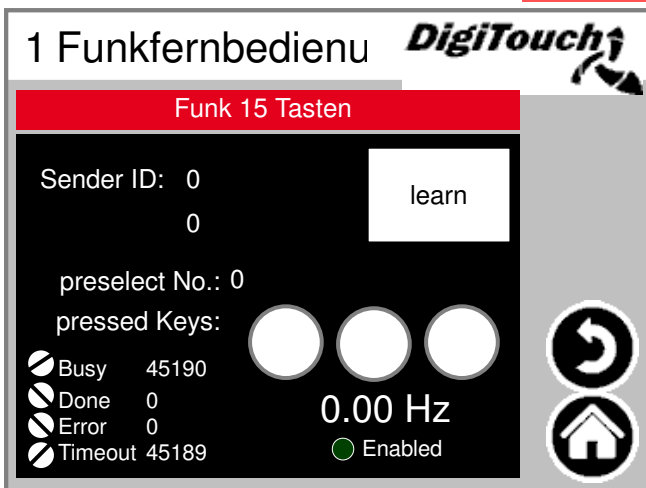 1 Funkfernbedienu
DigiTouch
Funk 15 Tasten
Sender ID: 0
learn
0
preselect No.: 0
pressed Keys:
Busy 45190
Done 0
Error 0
Timeout 45189
0.00 Hz
Enabled